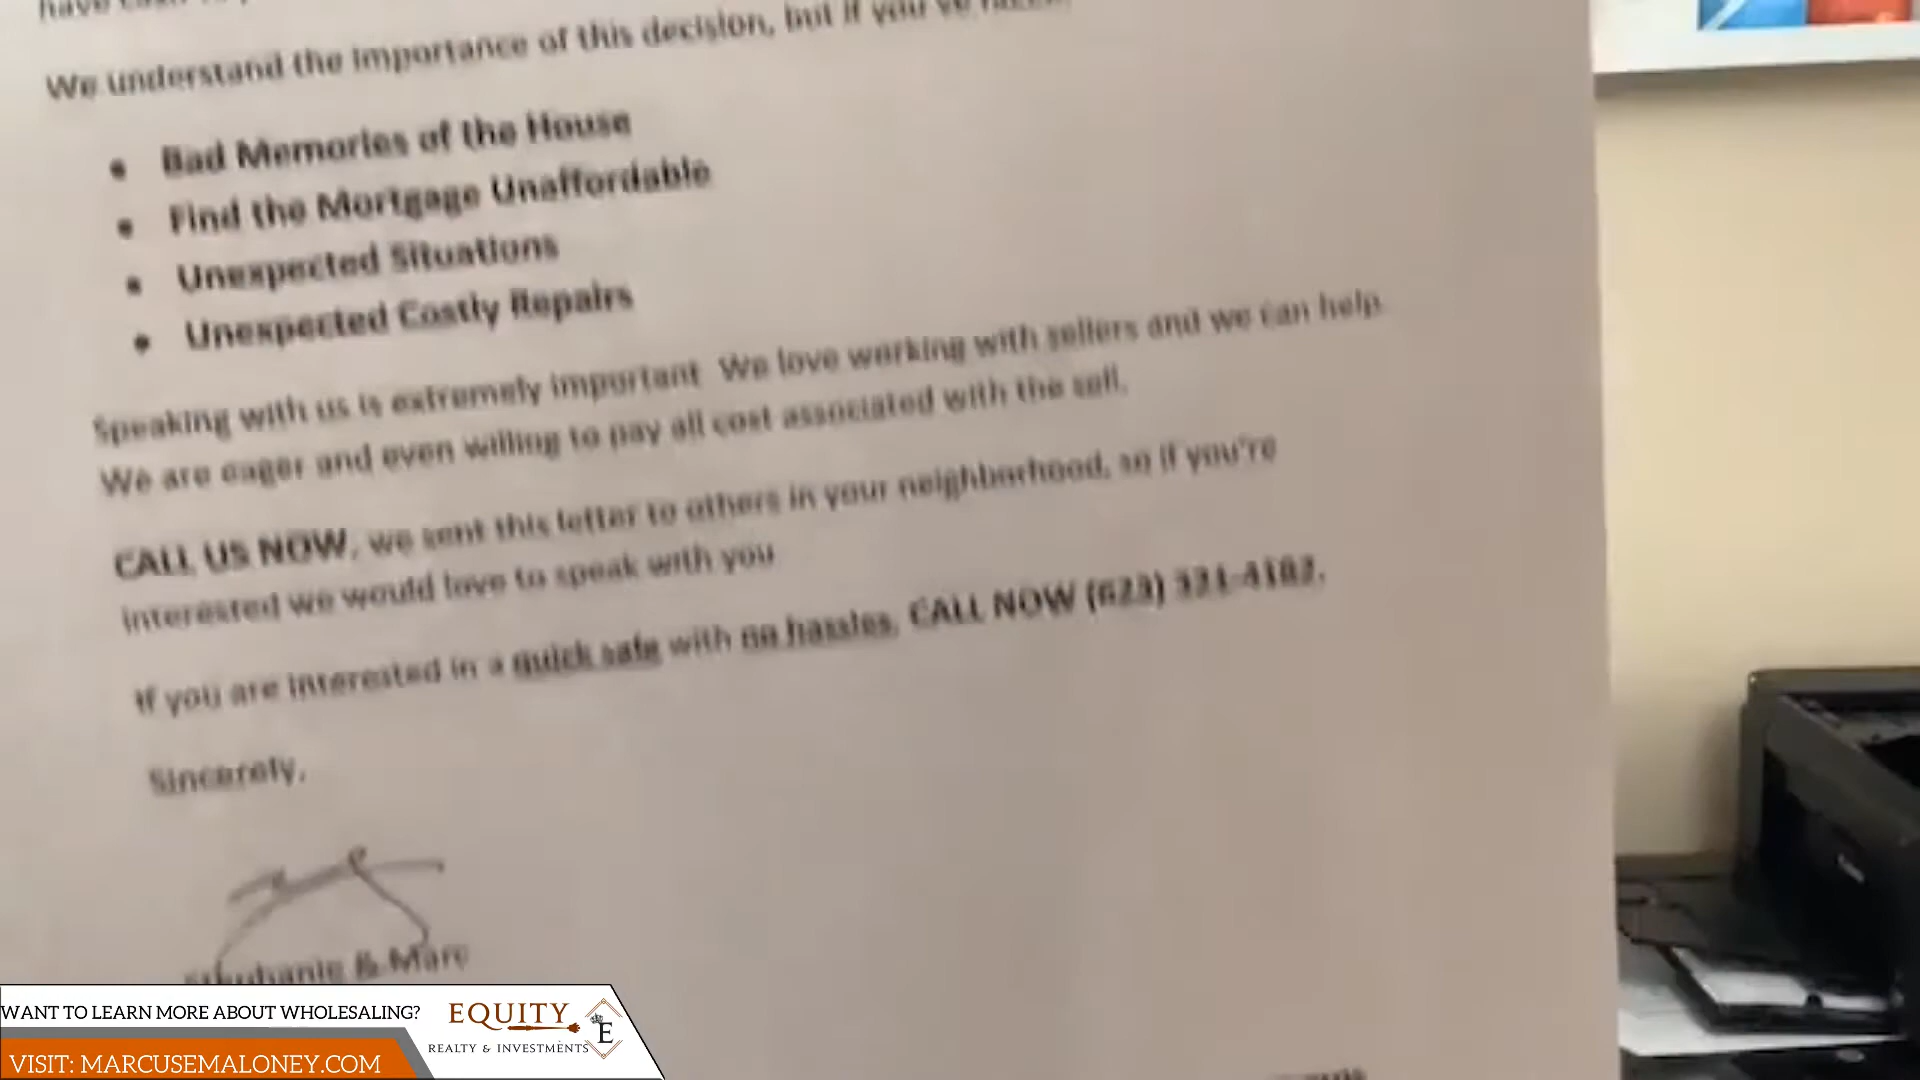 We understand the importance of this decision, but if you've
• Bad Memories of the House
• Find the Mortgage Unaffordable
• Unexpected Situations
• Unexpected Costly Repairs
Speaking with us is extremely important We love working with sellers and we can help.
We are eager and even willing to pay all cost associated with the sell.
CALL US NOW, we sent this letter to others in your neighborhood, so if you're
interested we would love to speak with you
If you are interested in a quick sale with no hassles, CALL NOW (623) 321-4182.
Sincerely,
Stephanie & Marc
WANT TO LEARN MORE ABOUT WHOLESALING?
VISIT: MARCUSEMALONEY.COM
EQUITY
E
REALTY & INVESTMENTS